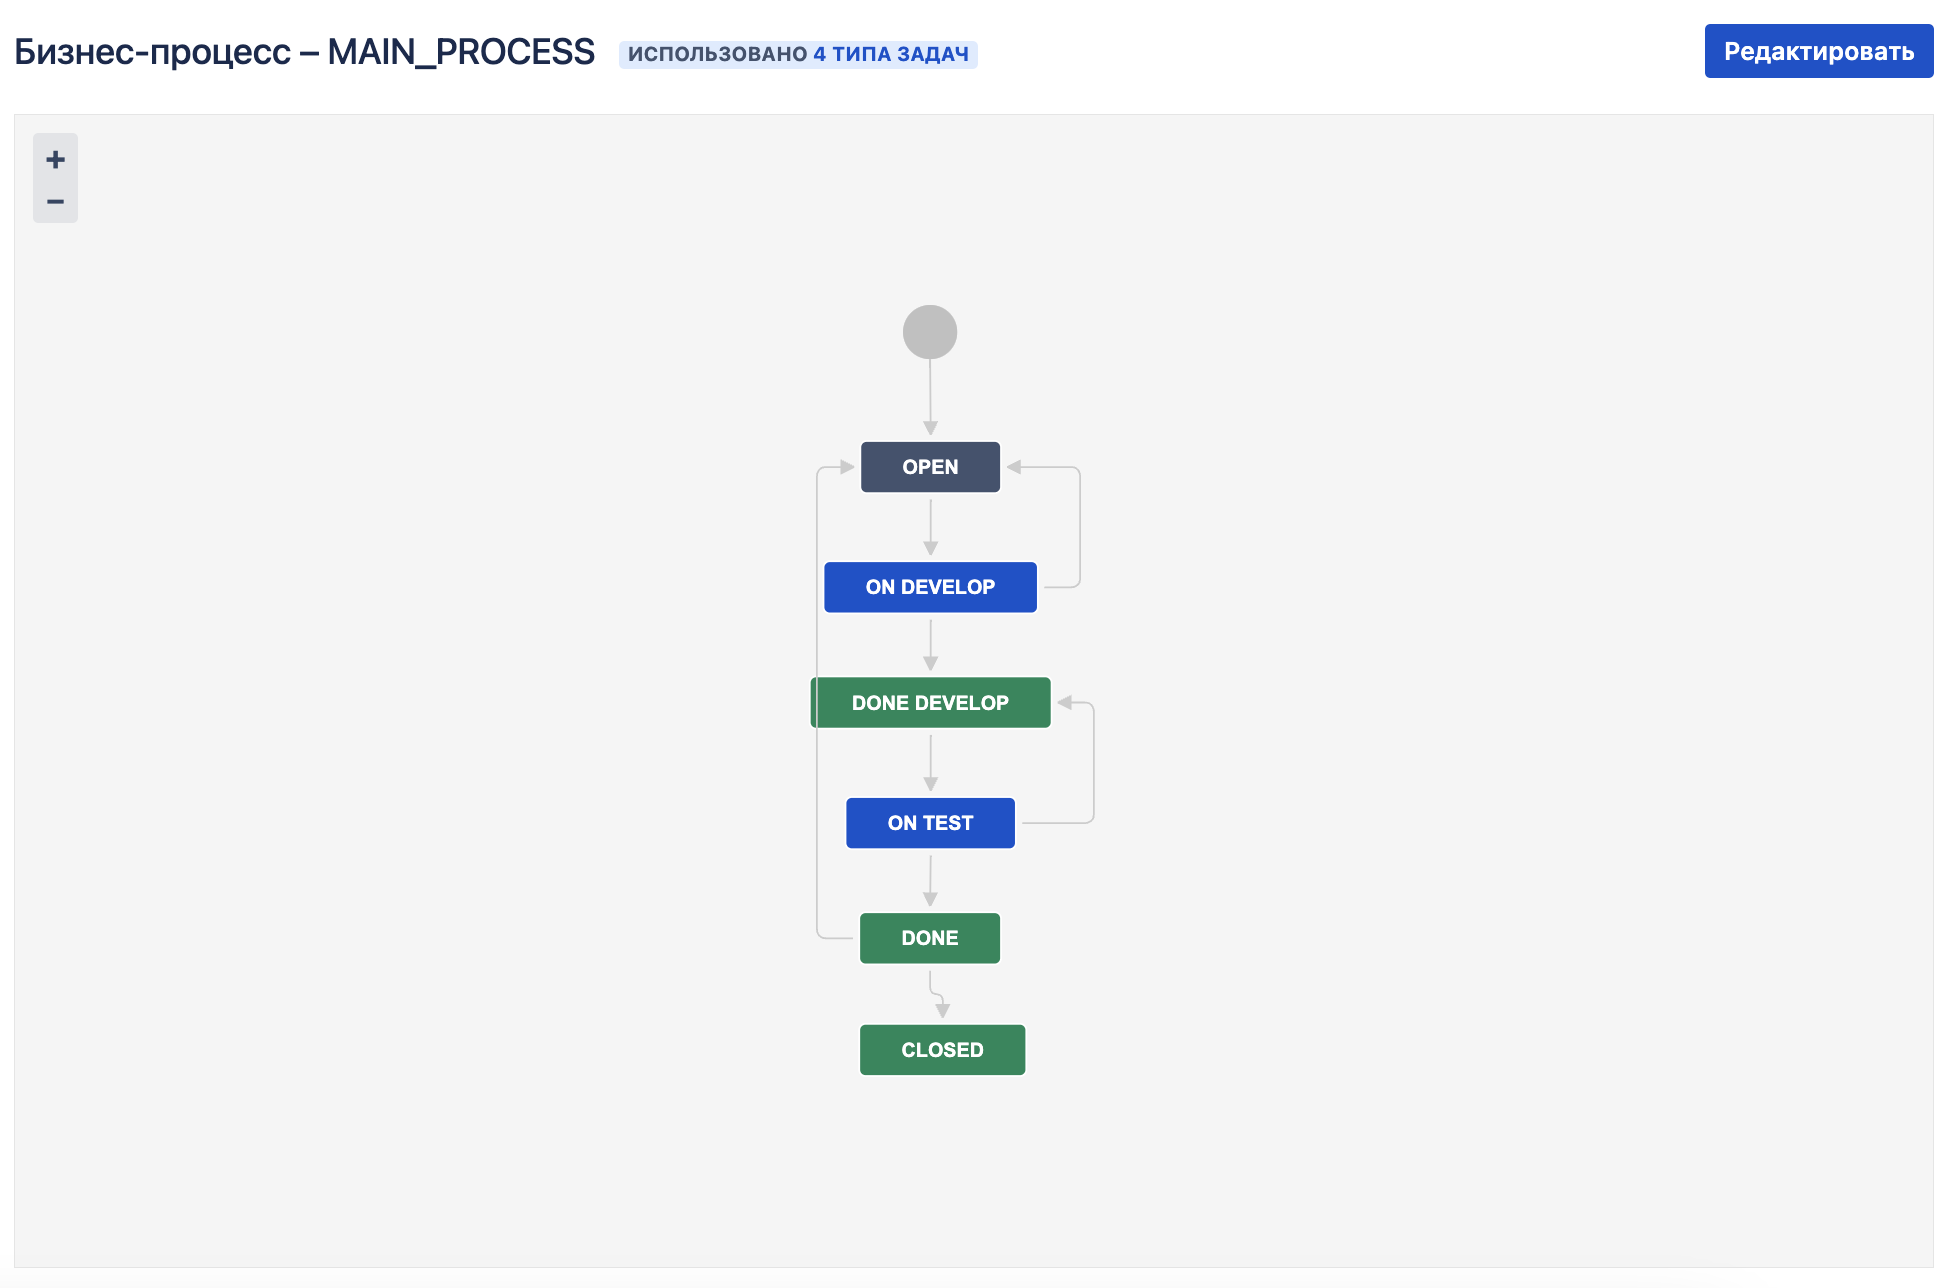 Бизнес-процесс – MAIN_PROCESS
ИСПОЛЬЗОВАНО 4 ТИПА ЗАДАЧ
Редактировать
+
−
OPEN
ON DEVELOP
DONE DEVELOP
ON TEST
DONE
CLOSED